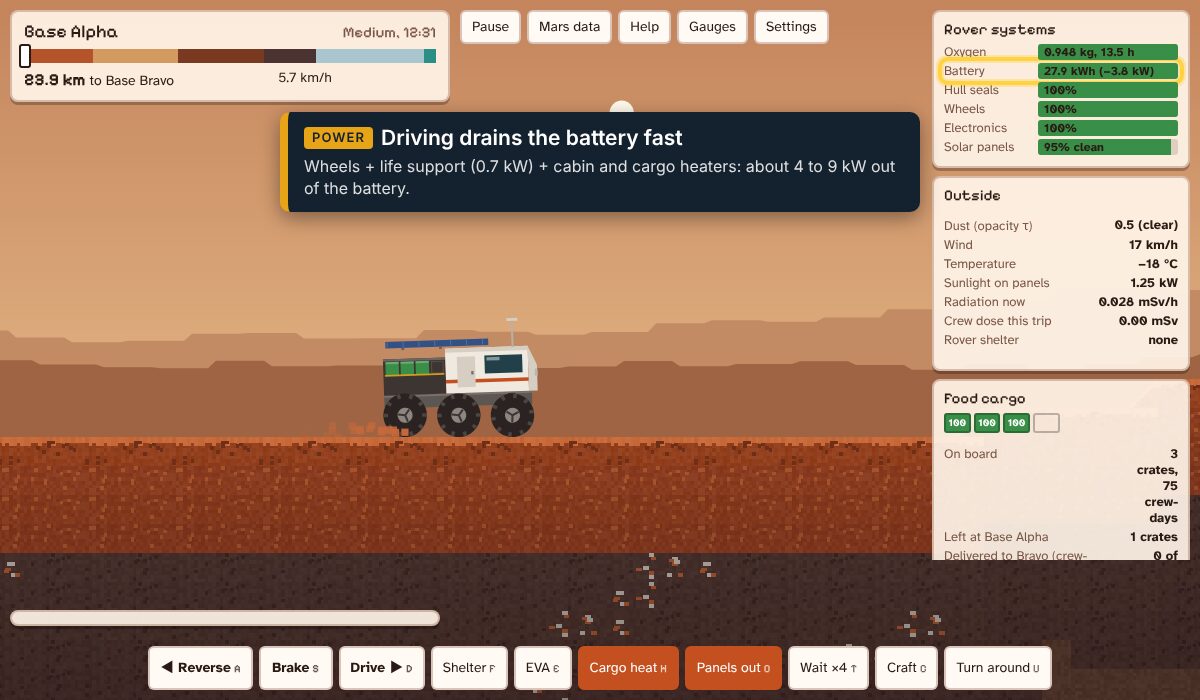 Base Alpha
Medium, 12:31
23.9 km to Base Bravo
5.7 km/h
Pause
Mars data
Help
Gauges
Settings
POWER Driving drains the battery fast
Wheels + life support (0.7 kW) + cabin and cargo heaters: about 4 to 9 kW out
of the battery.
Rover systems
Oxygen 0.948 kg, 13.5 h
Battery 27.9 kWh (−3.8 kW)
Hull seals 100%
Wheels 100%
Electronics 100%
Solar panels 95% clean
Outside
Dust (opacity τ) 0.5 (clear)
Wind 17 km/h
Temperature −18 °C
Sunlight on panels 1.25 kW
Radiation now 0.028 mSv/h
Crew dose this trip 0.00 mSv
Rover shelter none
Food cargo
100 100 100
On board 3
crates,
75
crew-
days
Left at Base Alpha 1 crates
Delivered to Bravo (crew- 0 of
◀ Reverse A
Brake S
Drive ▶ D
Shelter F
EVA E
Cargo heat H
Panels out O
Wait ×4 T
Craft C
Turn around U